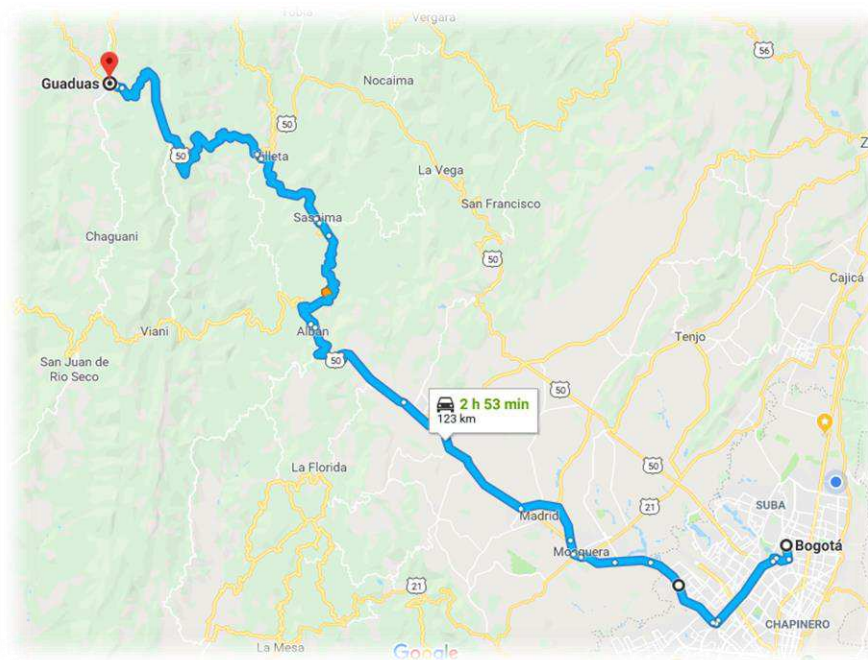 Vergara
56
Guaduas
Nocaima
50
50
Villeta
La Vega
Sasaima
San Francisco
Chaguani
50
Cajicá
Viani
Albán
Tenjo
San Juan de
Rio Seco
50
2 h 53 min
123 km
50
La Florida
50
21
SUBA
Madrid
Bogotá
Mosquera
21
CHAPINERO
La Mesa
Google